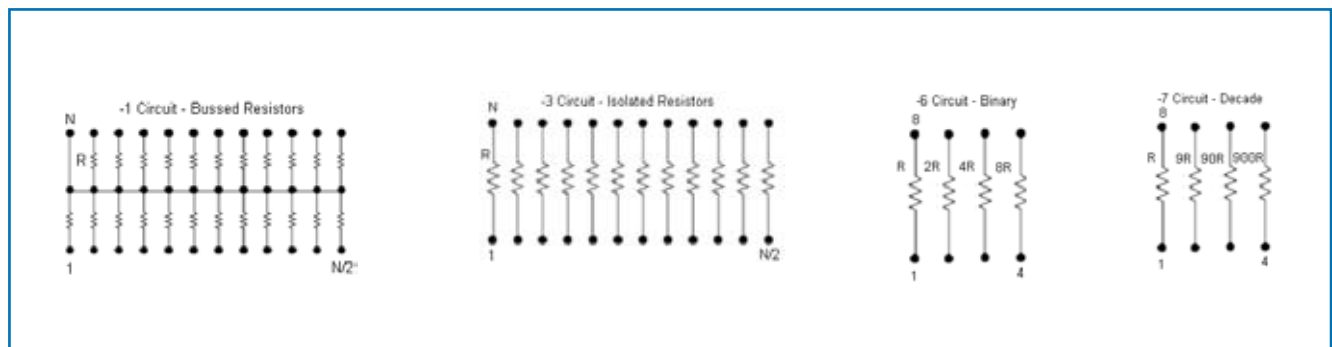 -1 Circuit - Bussed Resistors
N
R
1
N/2
-3 Circuit - Isolated Resistors
N
R
1
N/2
-6 Circuit - Binary
8
R 2R 4R 8R
1 4
-7 Circuit - Decade
8
R 9R 90R 900R
1 4